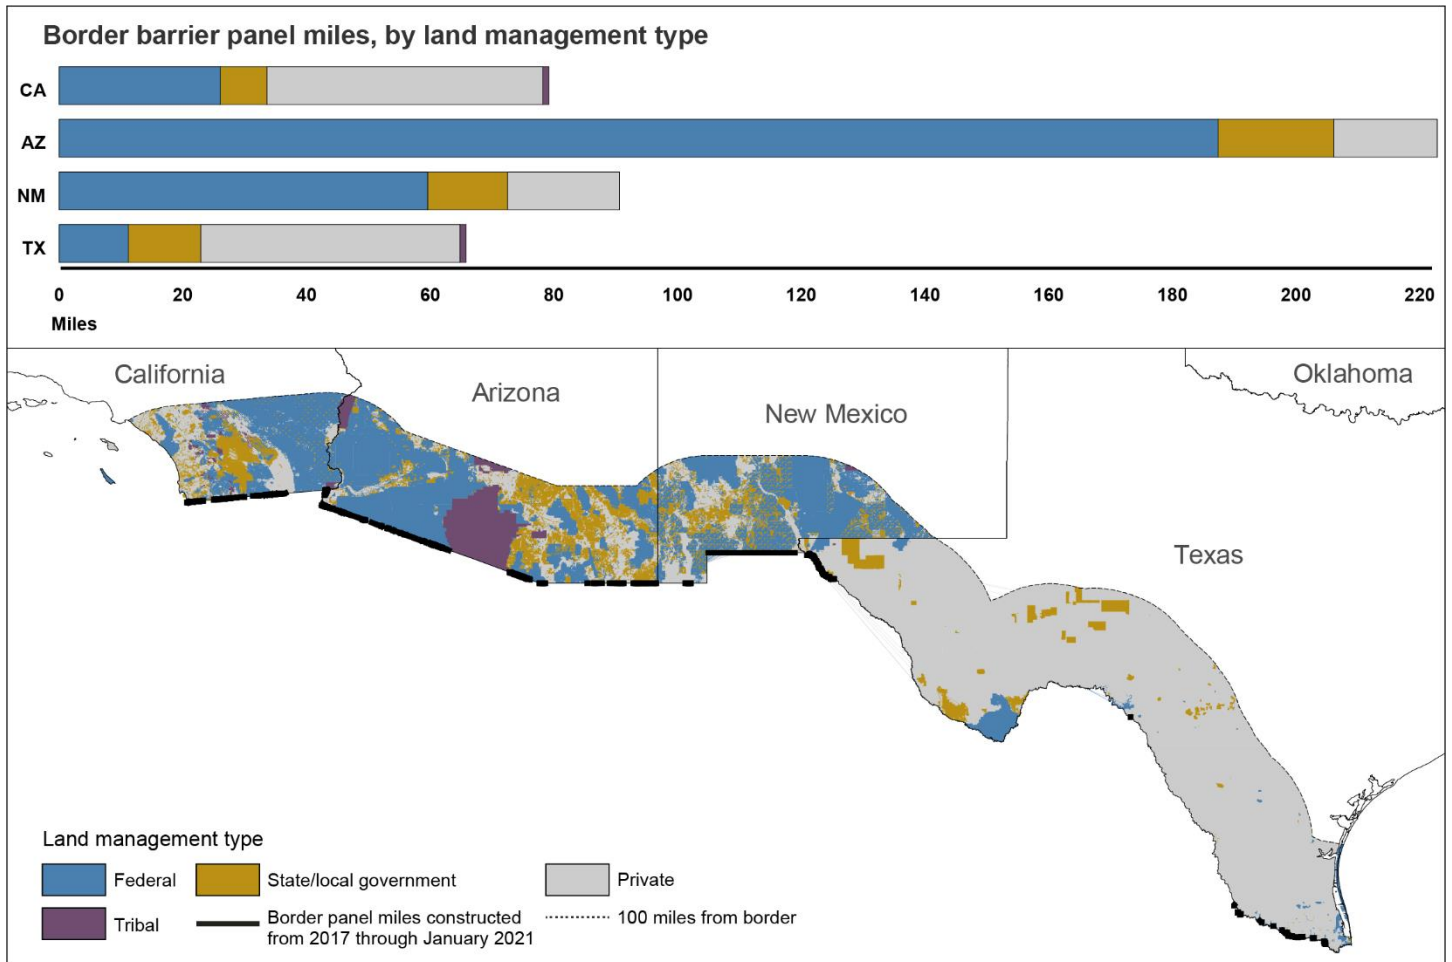 Border barrier panel miles, by land management type
CA
AZ
NM
TX
0 20 40 60 80 100 120 140 160 180 200 220
Miles
California
Arizona
New Mexico
Oklahoma
Texas
Land management type
Federal
State/local government
Private
Tribal
Border panel miles constructed
from 2017 through January 2021
100 miles from border